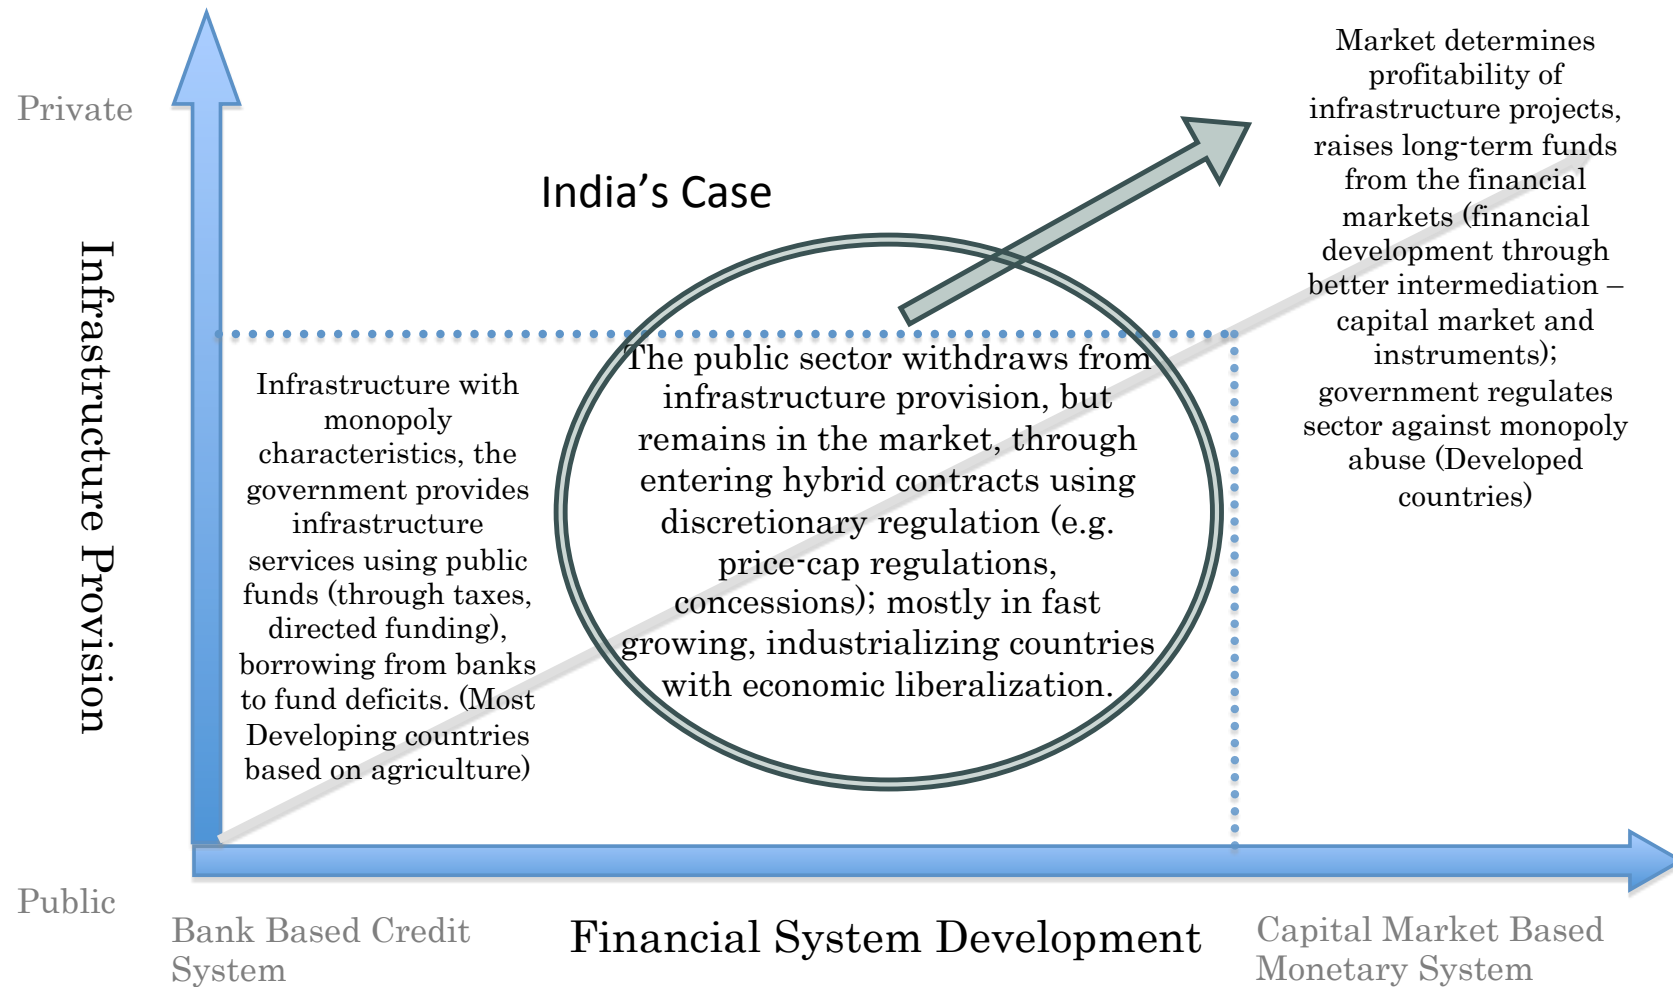 Private
Infrastructure Provision
Public
India's Case
Infrastructure with
monopoly
characteristics, the
government provides
infrastructure
services using public
funds (through taxes,
directed funding),
borrowing from banks
to fund deficits. (Most
Developing countries
based on agriculture)
The public sector withdraws from
infrastructure provision, but
remains in the market, through
entering hybrid contracts using
discretionary regulation (e.g.
price-cap regulations,
concessions); mostly in fast
growing, industrializing countries
with economic liberalization.
Market determines
profitability of
infrastructure projects,
raises long-term funds
from the financial
markets (financial
development through
better intermediation –
capital market and
instruments);
government regulates
sector against monopoly
abuse (Developed
countries)
Bank Based Credit
System
Financial System Development
Capital Market Based
Monetary System